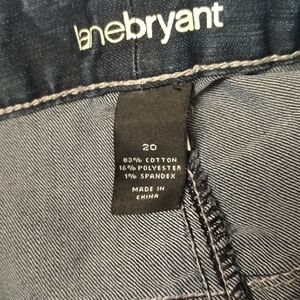 lanebryant
20
83% COTTON
16% POLYESTER
1% SPANDEX
MADE IN
CHINA